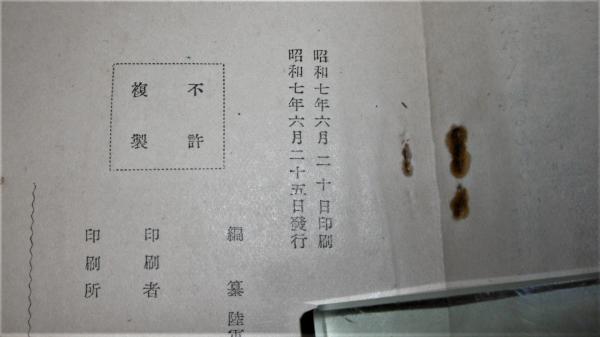 昭和七年六月二十日印刷
昭和七年六月二十五日發行
不許
複製
編纂 陸軍
印刷者
印刷所